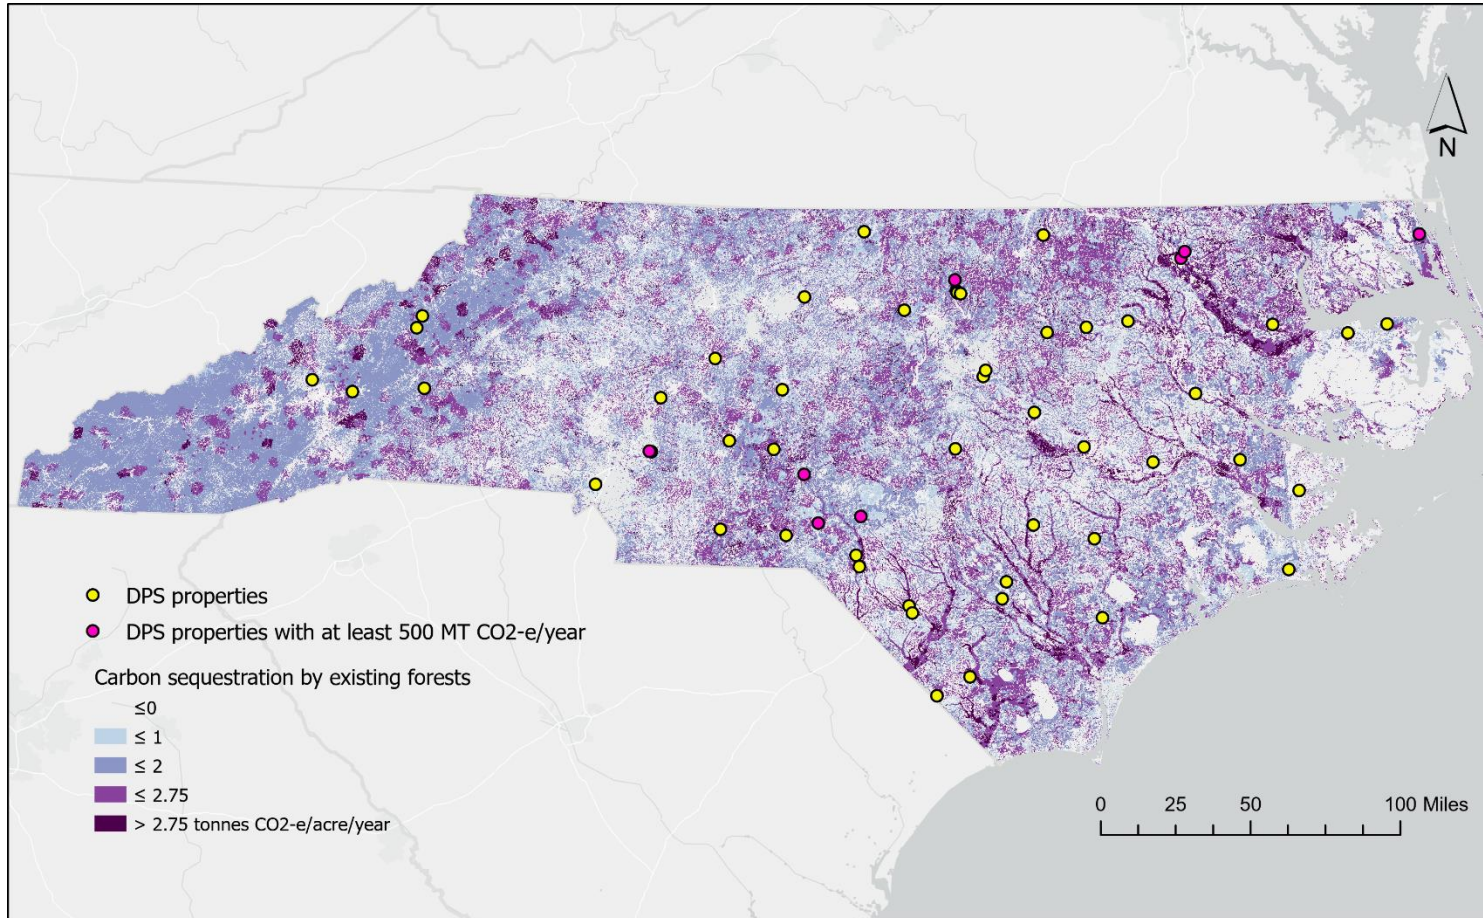 N
DPS properties
DPS properties with at least 500 MT CO2-e/year
Carbon sequestration by existing forests
≤0
≤ 1
≤ 2
≤ 2.75
> 2.75 tonnes CO2-e/acre/year
0 25 50 100 Miles